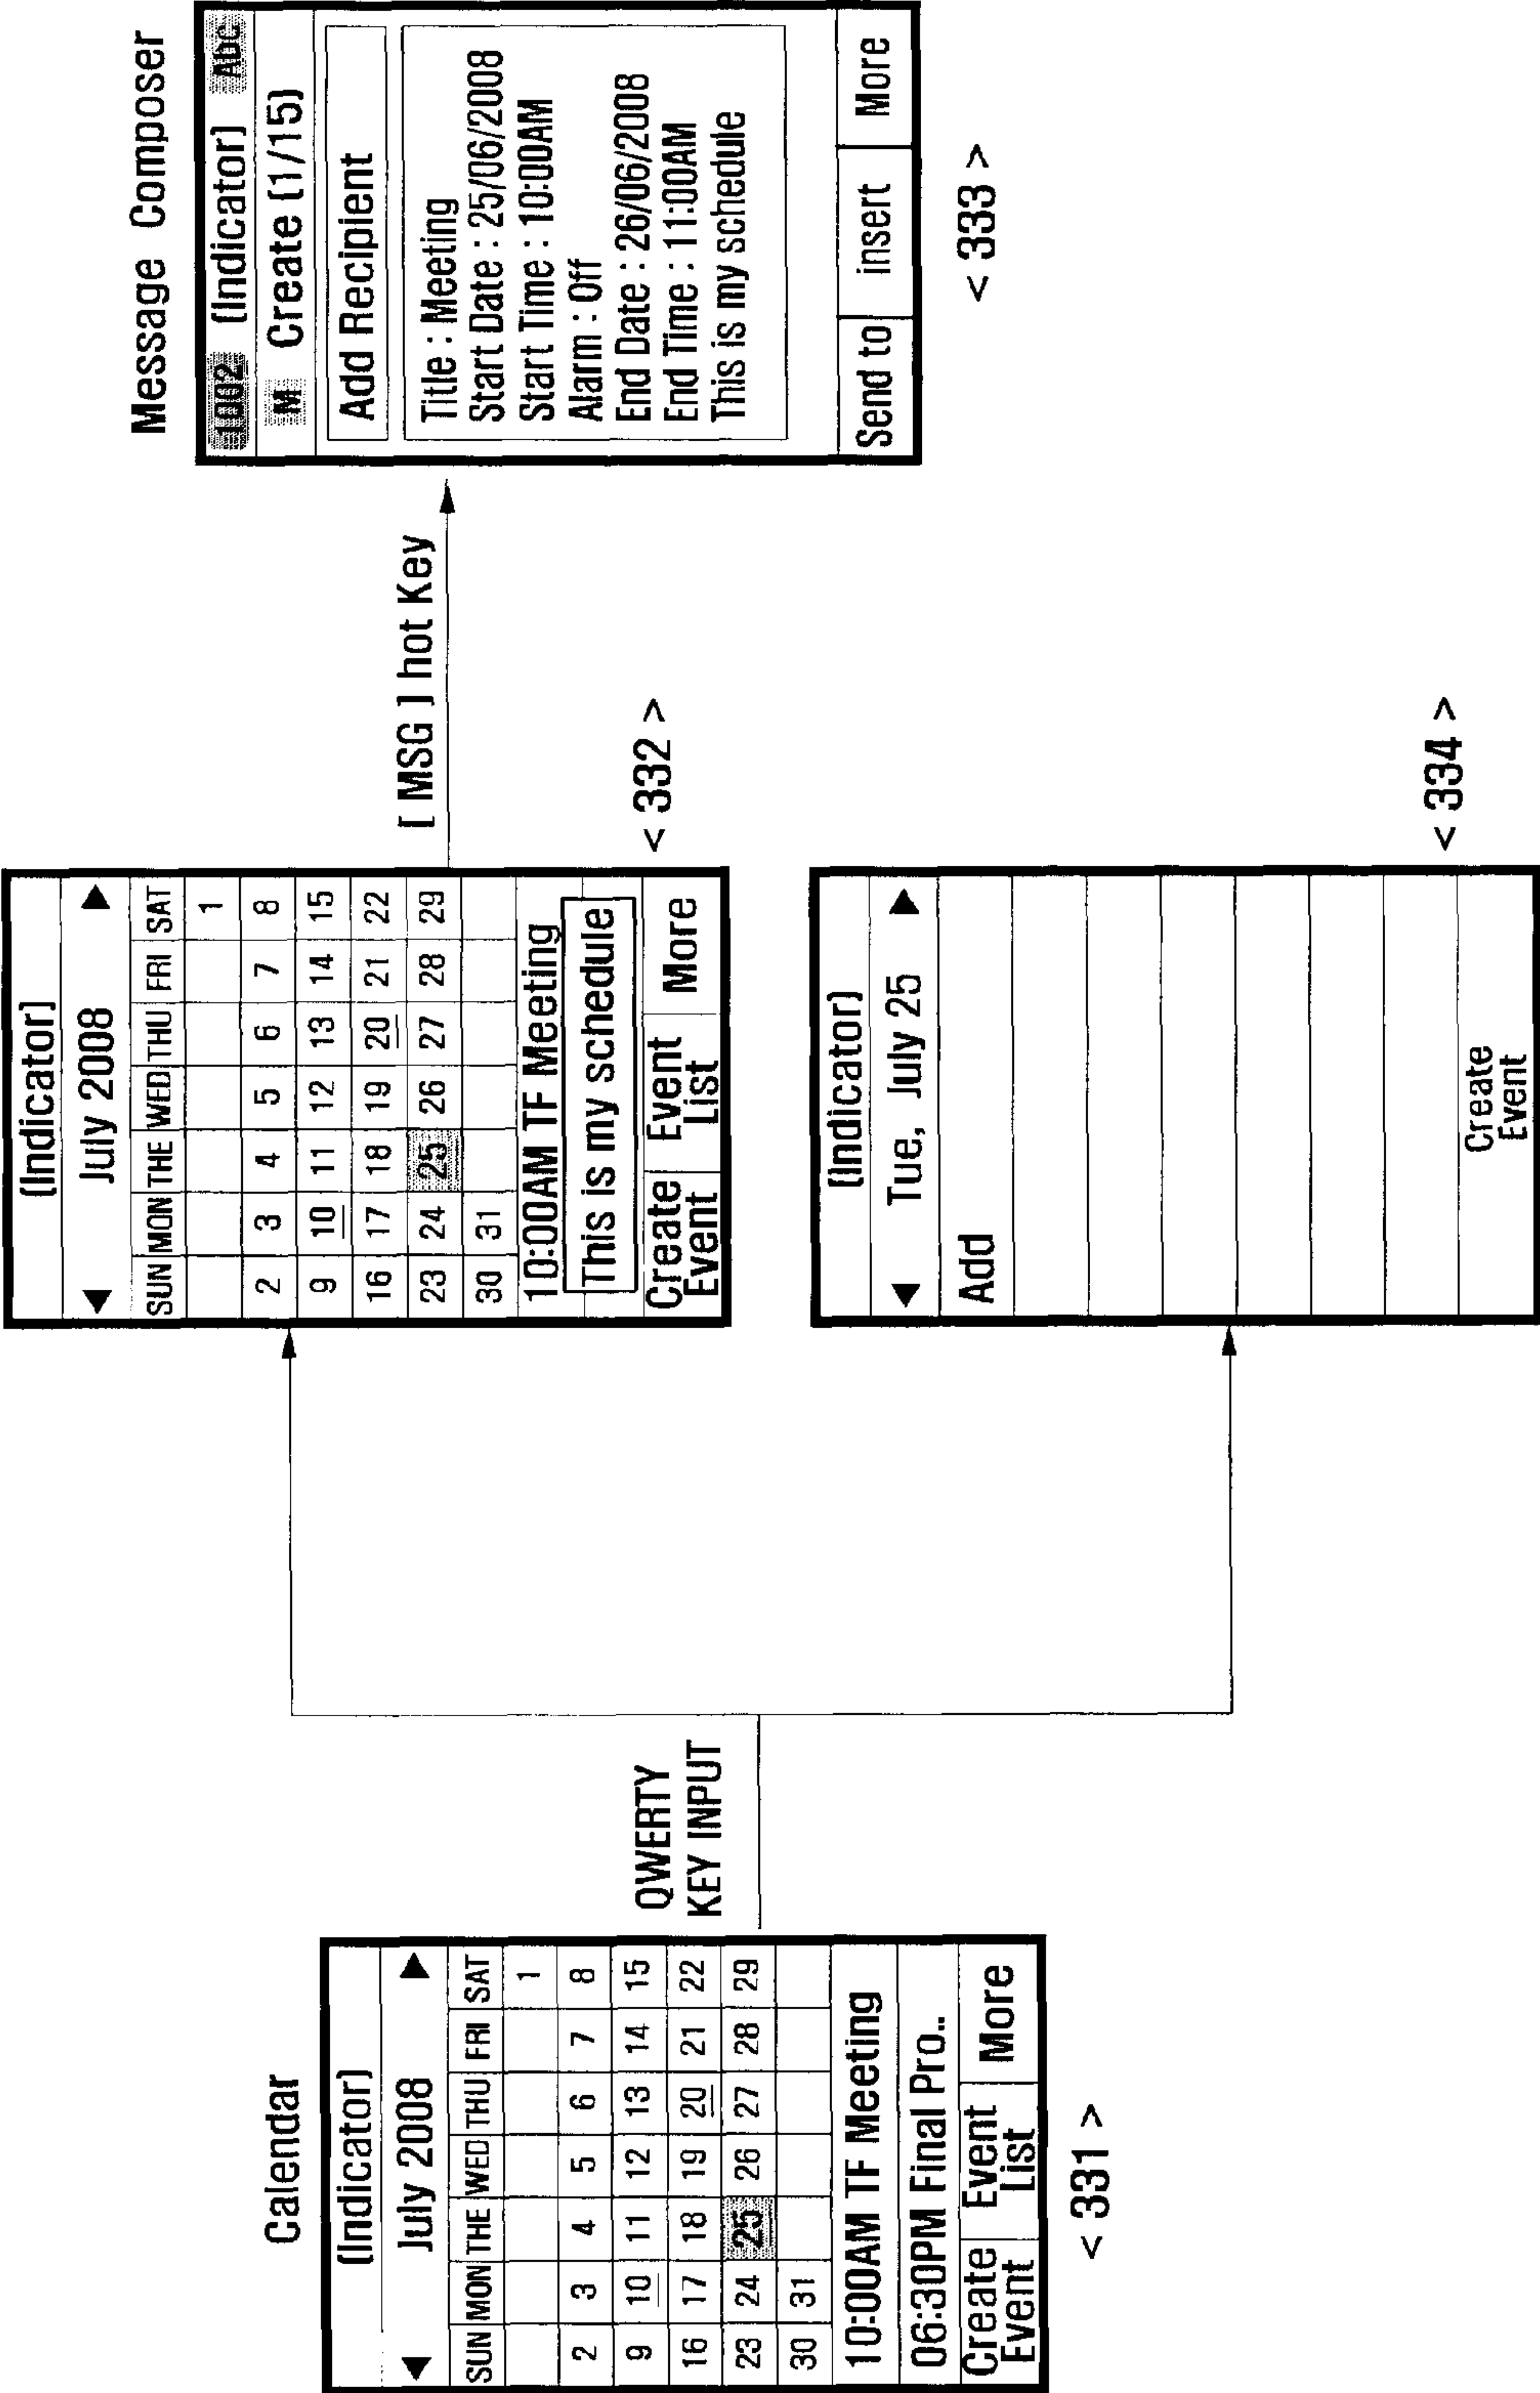 Calendar
(Indicator)
◀ July 2008 ▶
SUN MON THE WED THU FRI SAT
1
2 3 4 5 6 7 8
9 10 11 12 13 14 15
16 17 18 19 20 21 22
23 24 25 26 27 28 29
30 31
10:00AM TF Meeting
06:30PM Final Pro..
Create Event Event List More
< 331 >
QWERTY
KEY INPUT
(Indicator)
◀ July 2008 ▶
SUN MON THE WED THU FRI SAT
1
2 3 4 5 6 7 8
9 10 11 12 13 14 15
16 17 18 19 20 21 22
23 24 25 26 27 28 29
30 31
10:00AM TF Meeting
This is my schedule
Create Event Event List More
< 332 >
[ MSG ] hot Key
Message Composer
1002 (Indicator) Abc
M Create (1/15)
Add Recipient
Title : Meeting
Start Date : 25/06/2008
Start Time : 10:00AM
Alarm : Off
End Date : 26/06/2008
End Time : 11:00AM
This is my schedule
Send to insert More
< 333 >
(Indicator)
◀ Tue, July 25 ▶
Add
Create
Event
< 334 >